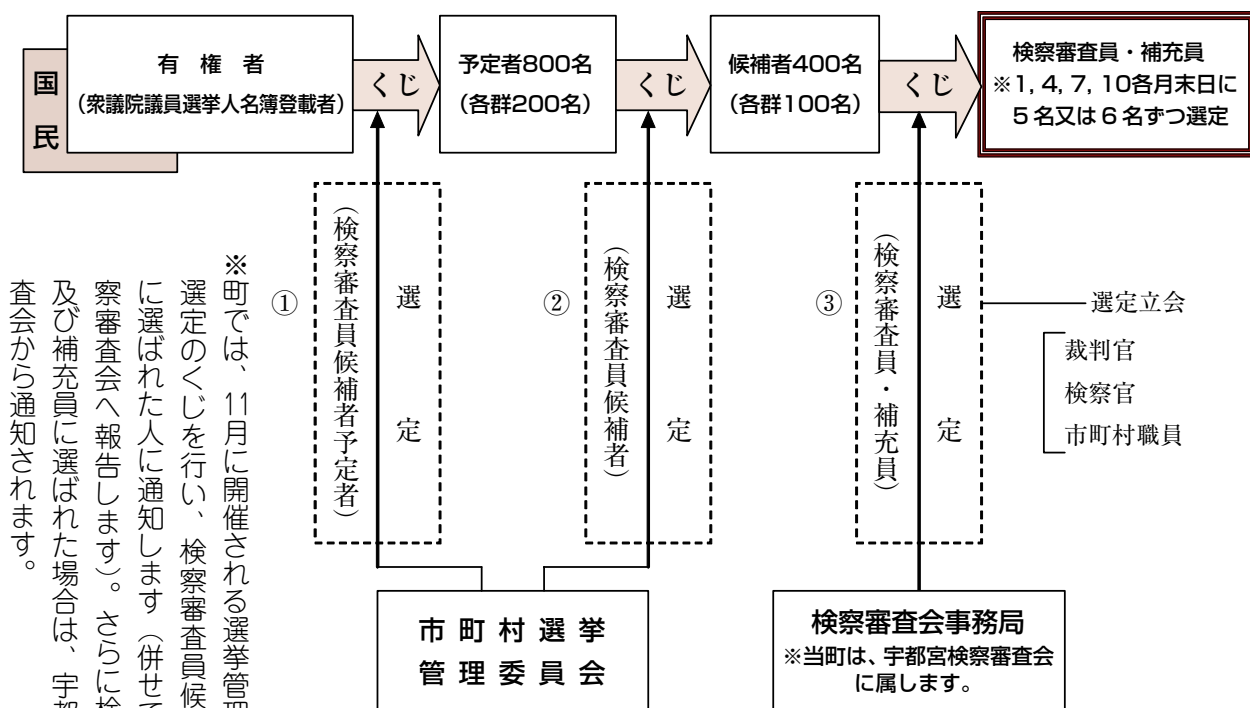 国民
有権者
(衆議院議員選挙人名簿登載者)
くじ
予定者800名
(各群200名)
くじ
候補者400名
(各群100名)
くじ
検察審査員・補充員
※1, 4, 7, 10各月末日に
5名又は6名ずつ選定
①
選定
(検察審査員候補者予定者)
②
選定
(検察審査員候補者)
③
選定
(検察審査員・補充員)
選定立会
裁判官
検察官
市町村職員
市町村選挙
管理委員会
検察審査会事務局
※当町は、宇都宮検察審査会
に属します。
※町では、11月に開催される選挙管理
選定のくじを行い、検察審査員候
に選ばれた人に通知します(併せて
察審査会へ報告します)。さらに検
及び補充員に選ばれた場合は、宇都
査会から通知されます。